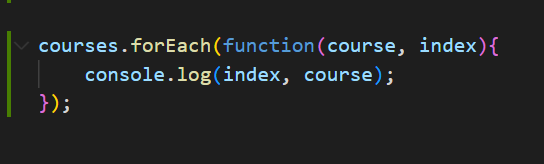 courses.forEach(function(course, index){
    console.log(index, course);
});